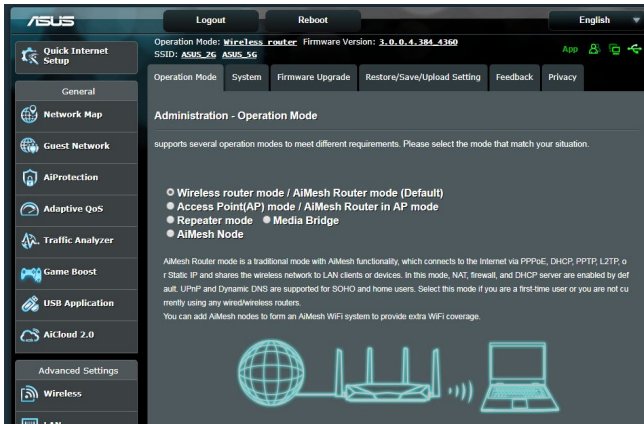 ASUS
Logout
Reboot
English
Quick Internet
Setup
Operation Mode: Wireless router Firmware Version: 3.0.0.4.384_4360
SSID: ASUS_2G ASUS_5G
App
Operation Mode
System
Firmware Upgrade
Restore/Save/Upload Setting
Feedback
Privacy
General
Network Map
Guest Network
AiProtection
Adaptive QoS
Traffic Analyzer
Game Boost
USB Application
AiCloud 2.0
Advanced Settings
Wireless
LAN
Administration - Operation Mode
supports several operation modes to meet different requirements. Please select the mode that match your situation.
Wireless router mode / AiMesh Router mode (Default)
Access Point(AP) mode / AiMesh Router in AP mode
Repeater mode
Media Bridge
AiMesh Node
AiMesh Router mode is a traditional mode with AiMesh functionality, which connects to the Internet via PPPoE, DHCP, PPTP, L2TP, o
r Static IP and shares the wireless network to LAN clients or devices. In this mode, NAT, firewall, and DHCP server are enabled by def
ault. UPnP and Dynamic DNS are supported for SOHO and home users. Select this mode if you are a first-time user or you are not cu
rrently using any wired/wireless routers.
You can add AiMesh nodes to form an AiMesh WiFi system to provide extra WiFi coverage.